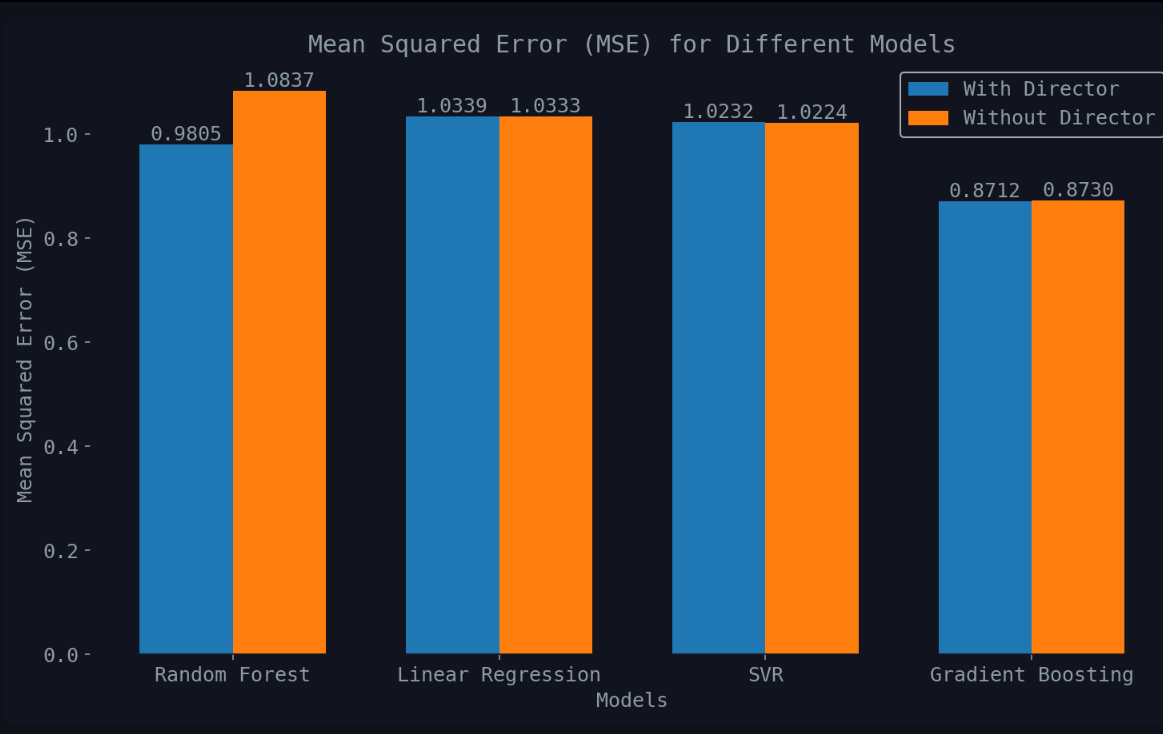 Mean Squared Error (MSE) for Different Models
With Director
Without Director
1.0837
0.9805
1.0339
1.0333
1.0232
1.0224
0.8712
0.8730
Mean Squared Error (MSE)
1.0
0.8
0.6
0.4
0.2
0.0
Random Forest
Linear Regression
SVR
Gradient Boosting
Models